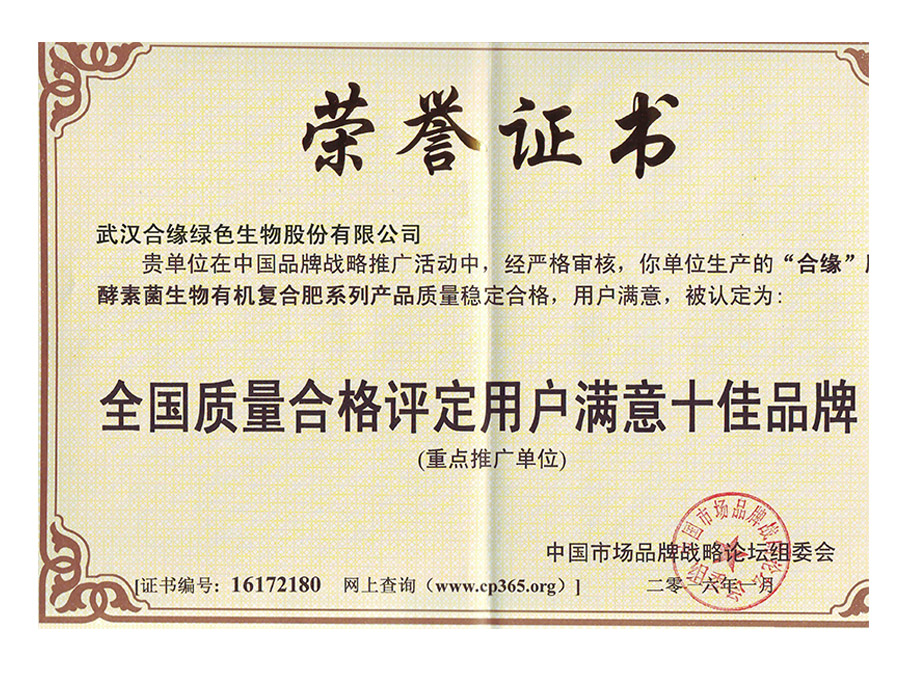 荣誉证书
武汉合缘绿色生物股份有限公司
贵单位在中国品牌战略推广活动中，经严格审核，你单位生产的“合缘”
酵素菌生物有机复合肥系列产品质量稳定合格，用户满意，被认定为：
全国质量合格评定用户满意十佳品牌
(重点推广单位)
中国市场品牌战略论坛组委会
[证书编号：16172180 网上查询（www.cp365.org）]
二零一六年一月